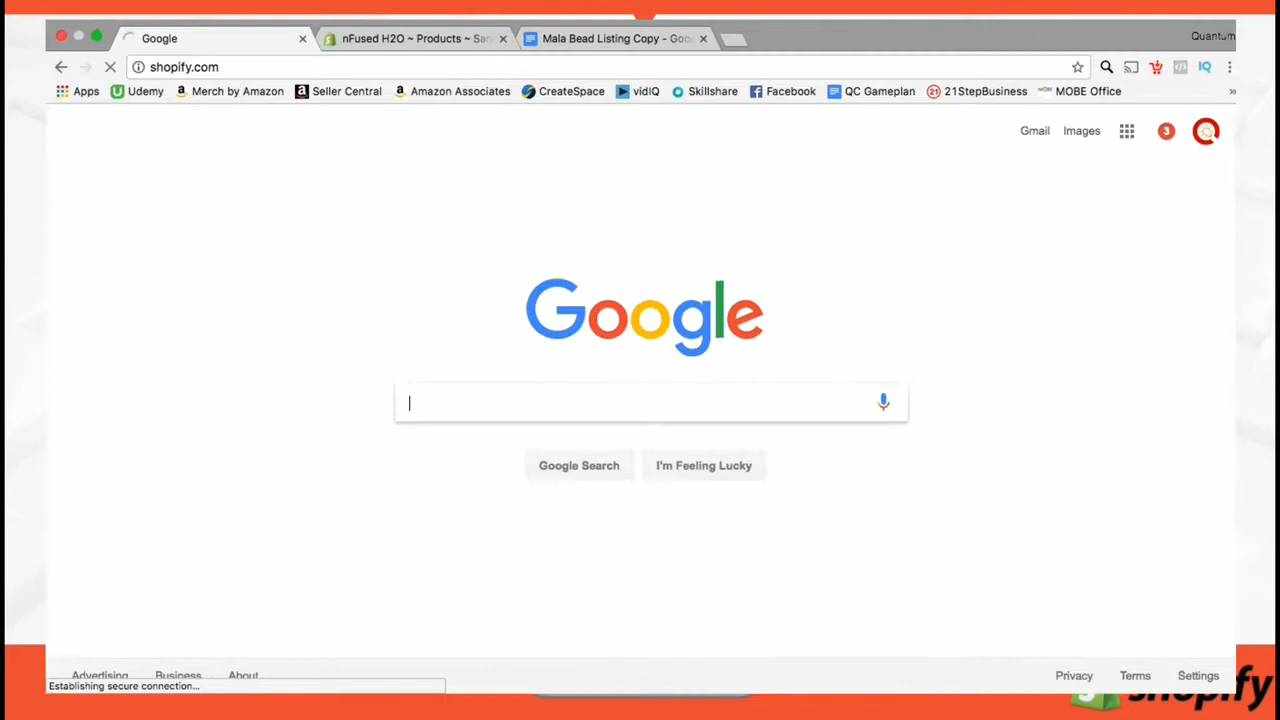 Google
nFused H2O ~ Products ~ San
Mala Bead Listing Copy - Goo
Quantum
shopify.com
Apps
Udemy
Merch by Amazon
Seller Central
Amazon Associates
CreateSpace
vidIQ
Skillshare
Facebook
QC Gameplan
21 21StepBusiness
MOBE Office
»
Gmail
Images
3
Google
Google Search
I'm Feeling Lucky
Advertising
Business
About
Privacy
Terms
Settings
Establishing secure connection...
shopify